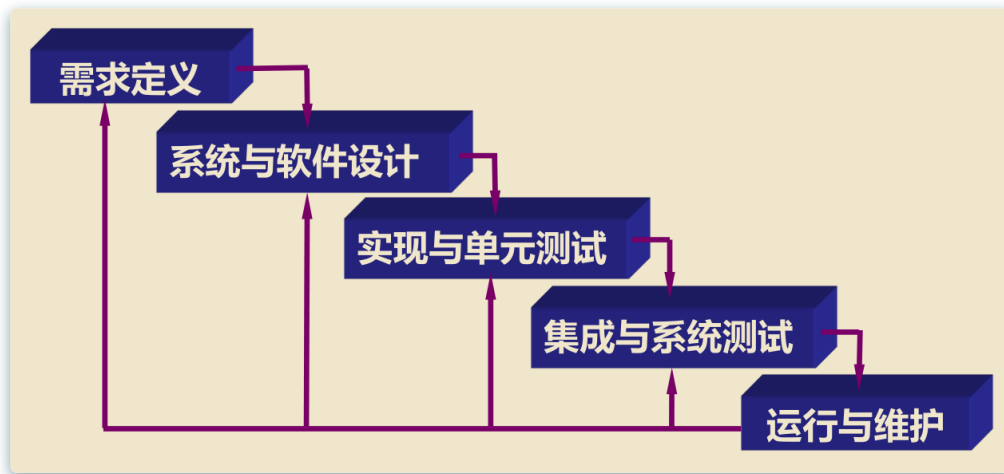 需求定义
系统与软件设计
实现与单元测试
集成与系统测试
运行与维护